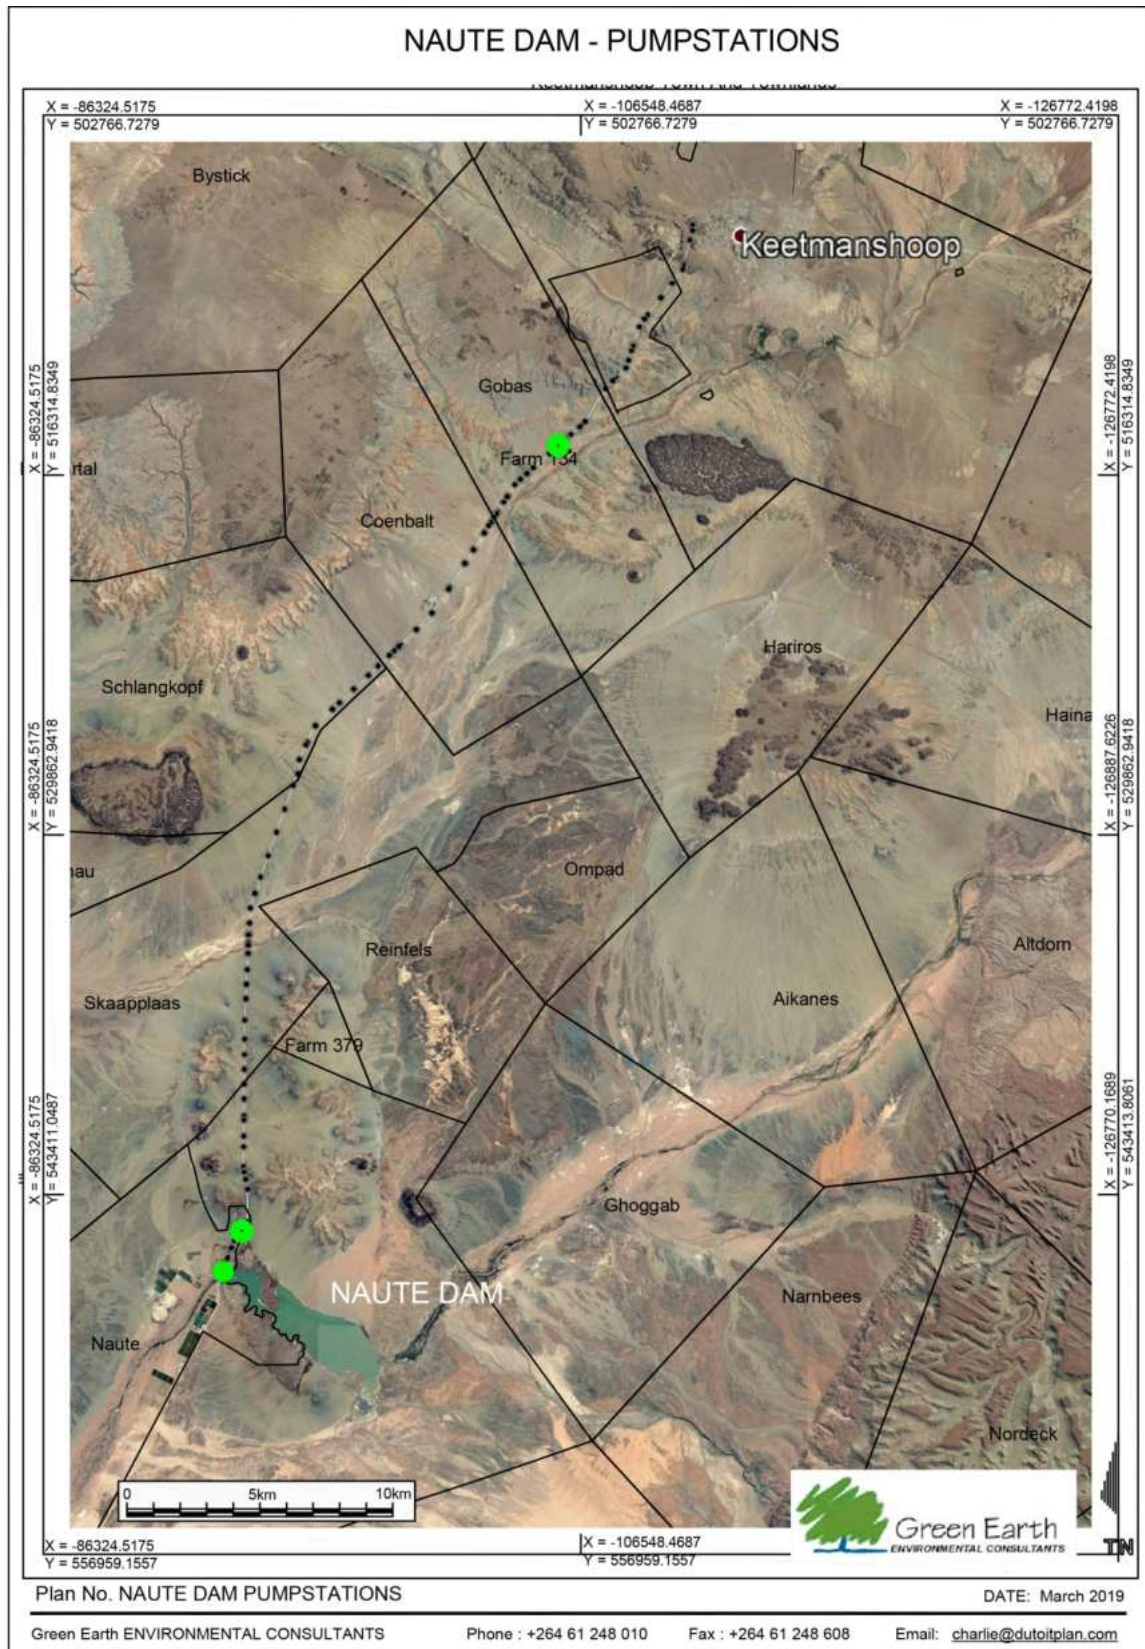 NAUTE DAM - PUMPSTATIONS
Keetmanshoop Town And Townlands
X = -86324.5175
Y = 502766.7279
X = -106548.4687
Y = 502766.7279
X = -126772.4198
Y = 502766.7279
Bystick
Keetmanshoop
X = -86324.5175
Y = 516314.8349
X = -126772.4198
Y = 516314.8349
Gobas
Farm 134
rtal
Coenbalt
Hariros
Schlangkopf
Haina
X = -86324.5175
Y = 529862.9418
X = -126887.6226
Y = 529862.9418
nau
Ompad
Reinfels
Altdorn
Skaapplaas
Aikanes
Farm 379
X = -86324.5175
Y = 543411.0487
X = -126770.1689
Y = 543413.8061
Ghoggab
NAUTE DAM
Narnbees
Naute
Nordeck
0 5km 10km
Green Earth
ENVIRONMENTAL CONSULTANTS
TN
X = -86324.5175
Y = 556959.1557
X = -106548.4687
Y = 556959.1557
Plan No. NAUTE DAM PUMPSTATIONS
DATE: March 2019
Green Earth ENVIRONMENTAL CONSULTANTS Phone : +264 61 248 010 Fax : +264 61 248 608 Email: charlie@dutoitplan.com